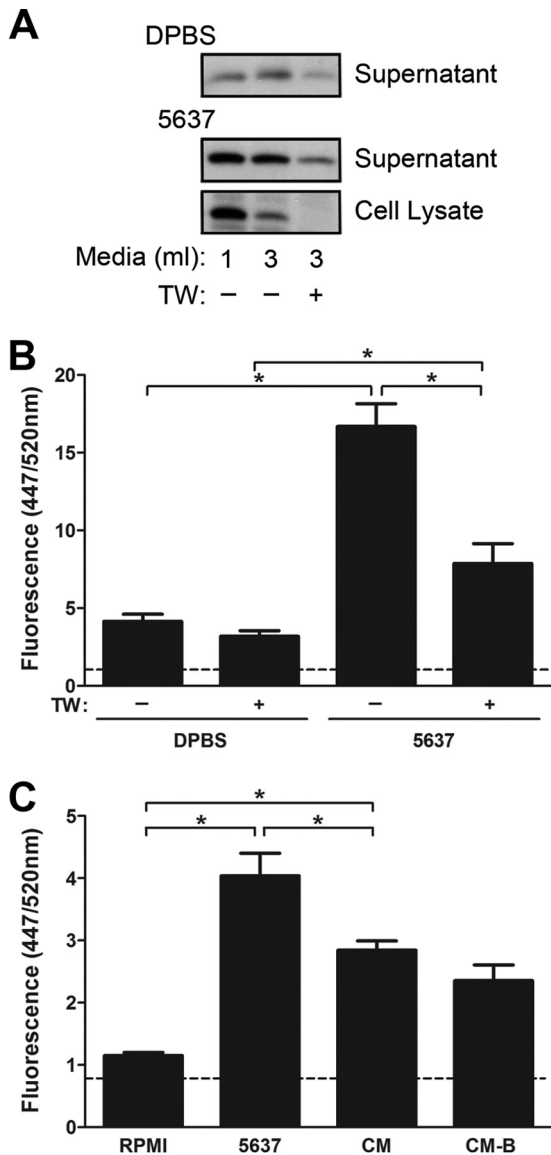 A
DPBS
Supernatant
5637
Supernatant
Cell Lysate
Media (ml): 1 3 3
TW: – – +
B
* 
* *
Fluorescence (447/520nm)
20
15
10
5
0
TW: – + – +
DPBS 5637
C
*
* *
Fluorescence (447/520nm)
5
4
3
2
1
0
RPMI 5637 CM CM-B